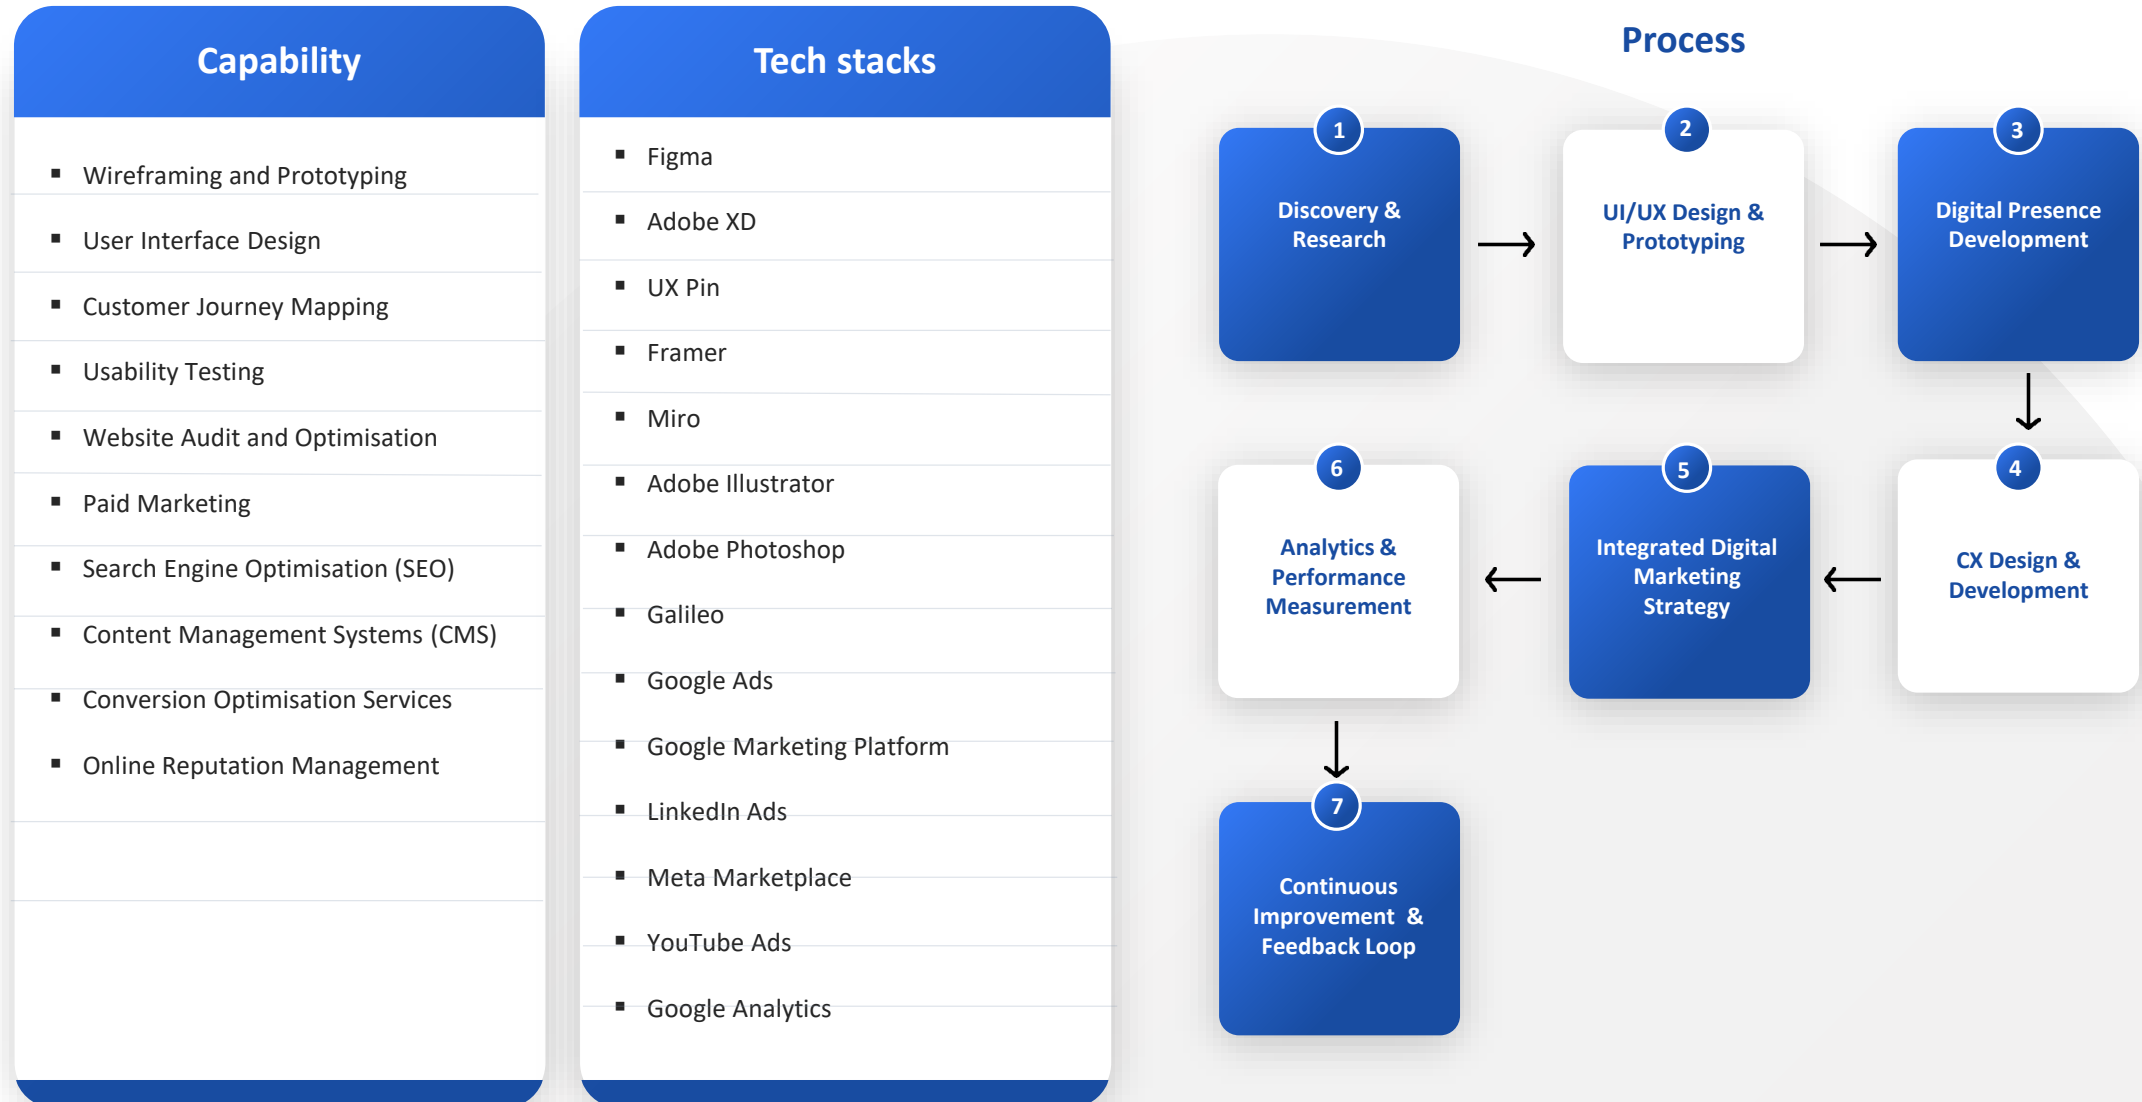 Capability
Wireframing and Prototyping
User Interface Design
Customer Journey Mapping
Usability Testing
Website Audit and Optimisation
Paid Marketing
Search Engine Optimisation (SEO)
Content Management Systems (CMS)
Conversion Optimisation Services
Online Reputation Management
Tech stacks
Figma
Adobe XD
UX Pin
Framer
Miro
Adobe Illustrator
Adobe Photoshop
Galileo
Google Ads
Google Marketing Platform
LinkedIn Ads
Meta Marketplace
YouTube Ads
Google Analytics
Process
1
Discovery &
Research
2
UI/UX Design &
Prototyping
3
Digital Presence
Development
4
CX Design &
Development
5
Integrated Digital
Marketing
Strategy
6
Analytics &
Performance
Measurement
7
Continuous
Improvement &
Feedback Loop